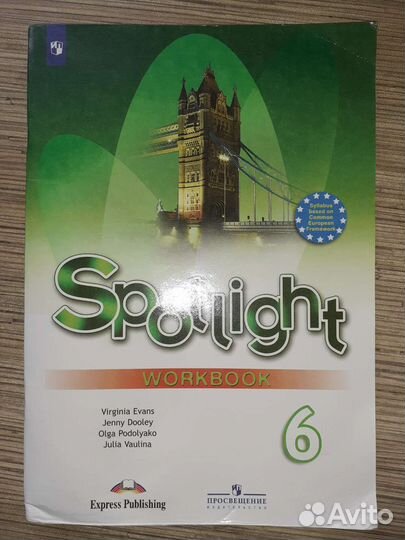 Syllabus
based on
Common
European
Framework
Spotlight
WORKBOOK
Virginia Evans
Jenny Dooley
Olga Podolyako
Julia Vaulina
6
Express Publishing
ПРОСВЕЩЕНИЕ
ИЗДАТЕЛЬСТВО
Avito